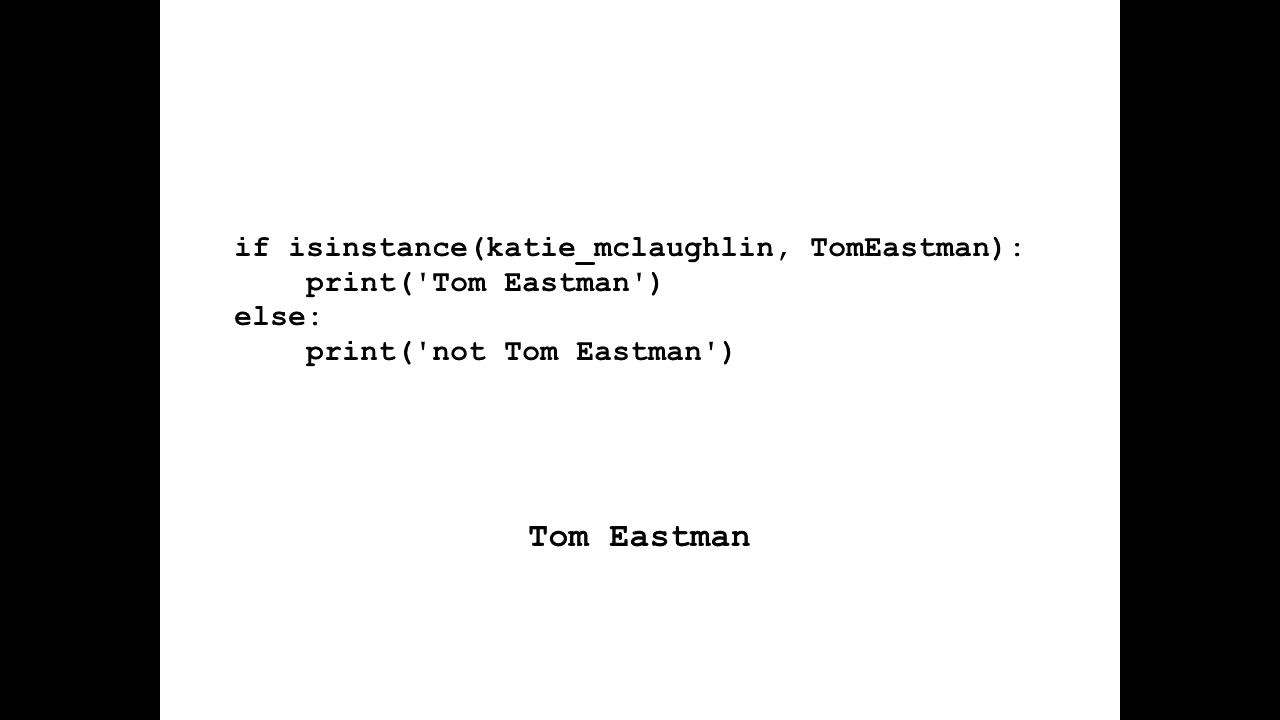 if isinstance(katie_mclaughlin, TomEastman):
    print('Tom Eastman')
else:
    print('not Tom Eastman')
Tom Eastman